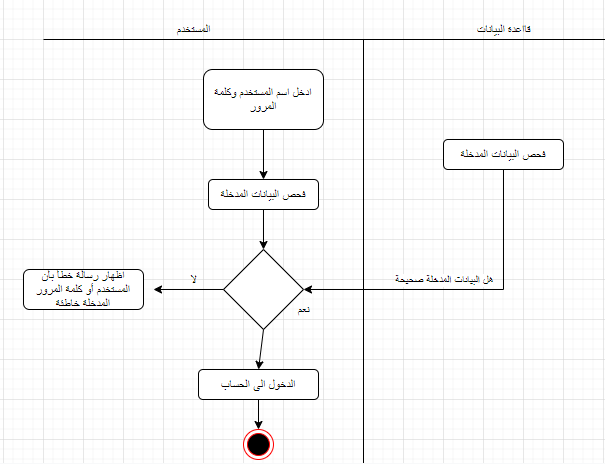 المستخدم
قااعدة البيانات
ادخل اسم المستخدم وكلمة
المرور
فحص البيانات المدخلة
فحص البيانات المدخلة
هل البيانات المدخلة صحيحة
لا
اظهار رسالة خطأ بأن
المستخدم أو كلمة المرور
المدخلة خاطئة
نعم
الدخول الى الحساب